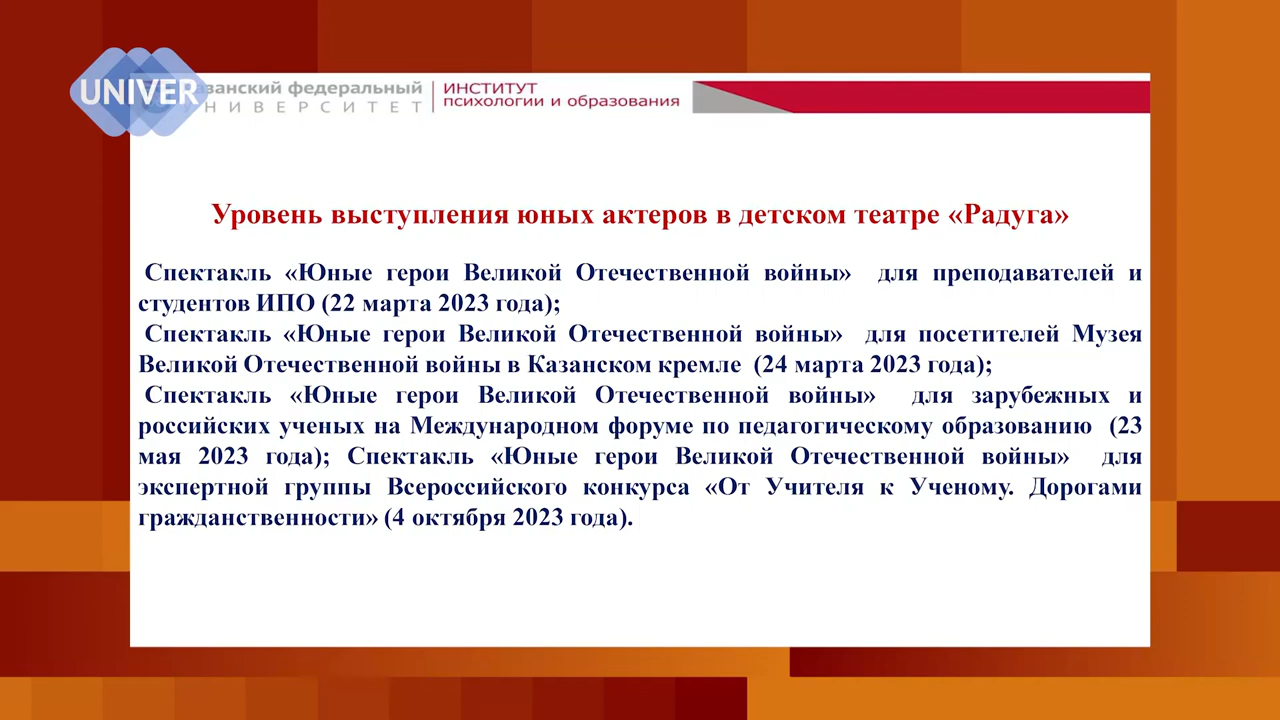 UNIVER
азанский федеральный
УНИВЕРСИТЕТ
ИНСТИТУТ
психологии и образования
Уровень выступления юных актеров в детском театре «Радуга»
Спектакль «Юные герои Великой Отечественной войны» для преподавателей и
студентов ИПО (22 марта 2023 года);
Спектакль «Юные герои Великой Отечественной войны» для посетителей Музея
Великой Отечественной войны в Казанском кремле (24 марта 2023 года);
Спектакль «Юные герои Великой Отечественной войны» для зарубежных и
российских ученых на Международном форуме по педагогическому образованию (23
мая 2023 года); Спектакль «Юные герои Великой Отечественной войны» для
экспертной группы Всероссийского конкурса «От Учителя к Ученому. Дорогами
гражданственности» (4 октября 2023 года).